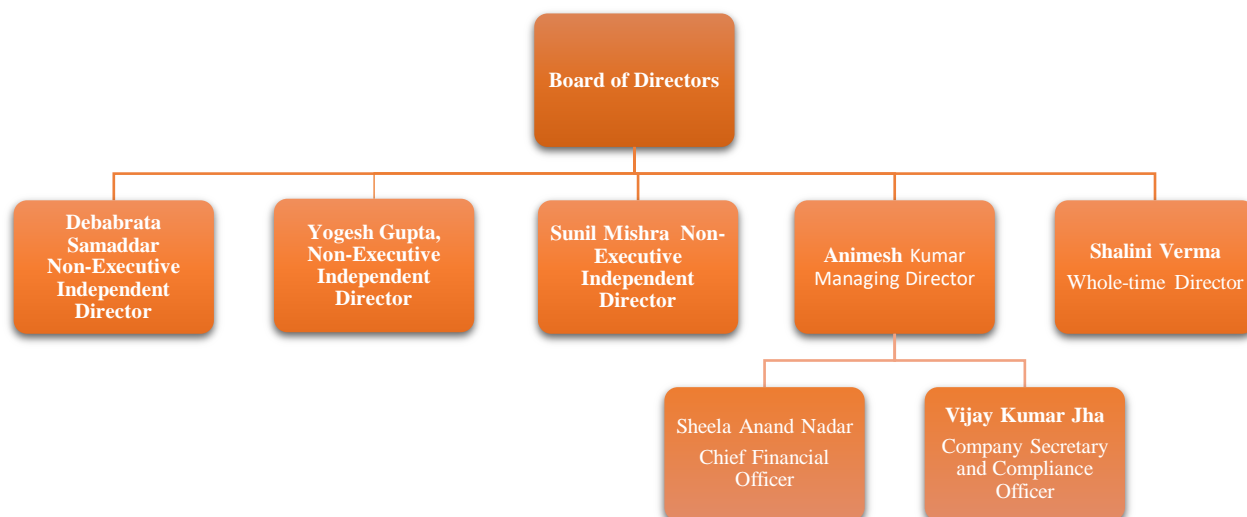 Board of Directors
Debabrata
Samaddar
Non-Executive
Independent
Director
Yogesh Gupta,
Non-Executive
Independent
Director
Sunil Mishra Non-
Executive
Independent
Director
Animesh Kumar
Managing Director
Shalini Verma
Whole-time Director
Sheela Anand Nadar
Chief Financial
Officer
Vijay Kumar Jha
Company Secretary
and Compliance
Officer